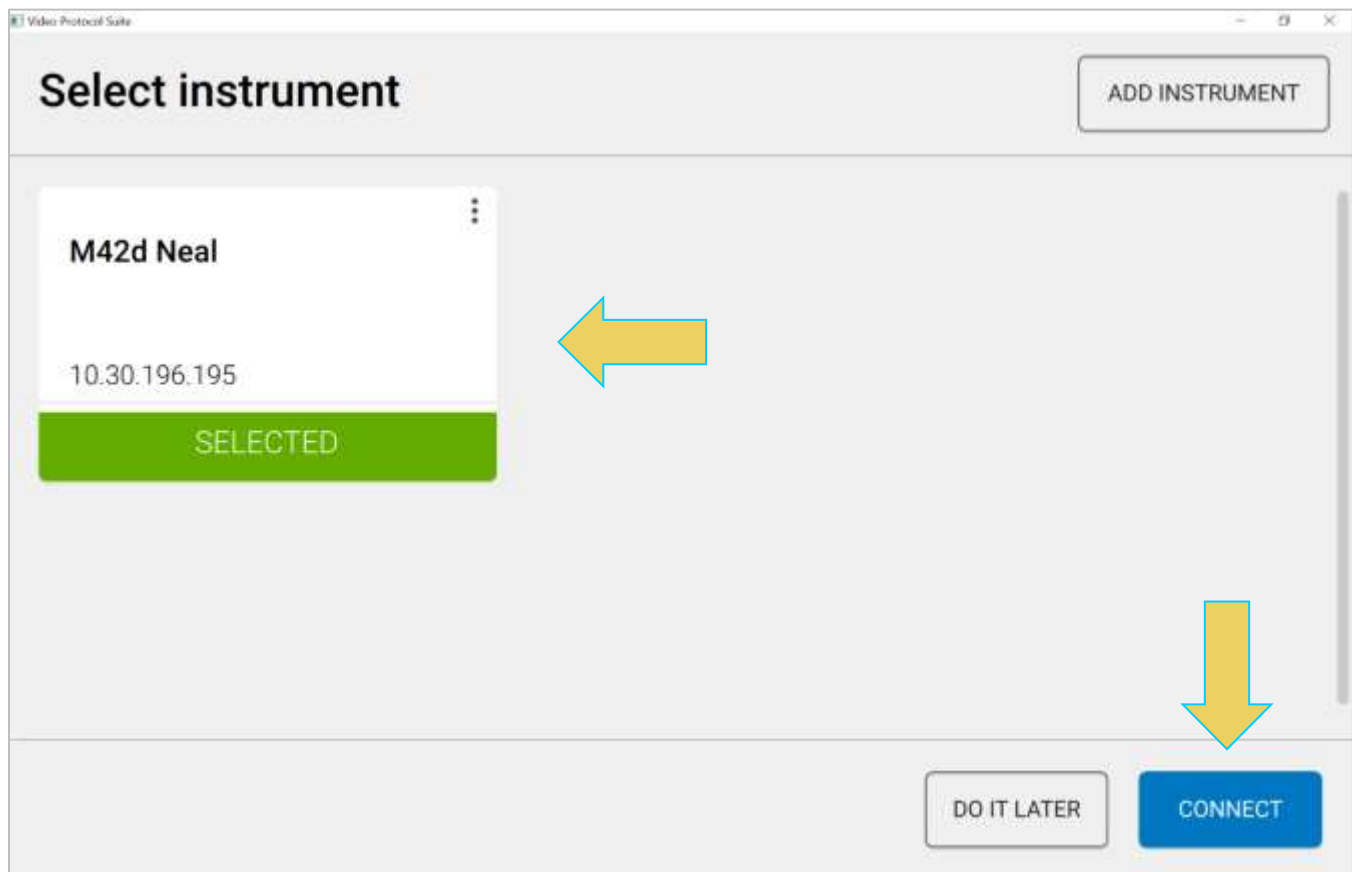 Video Protocol Suite
Select instrument
ADD INSTRUMENT
M42d Neal
10.30.196.195
SELECTED
DO IT LATER
CONNECT